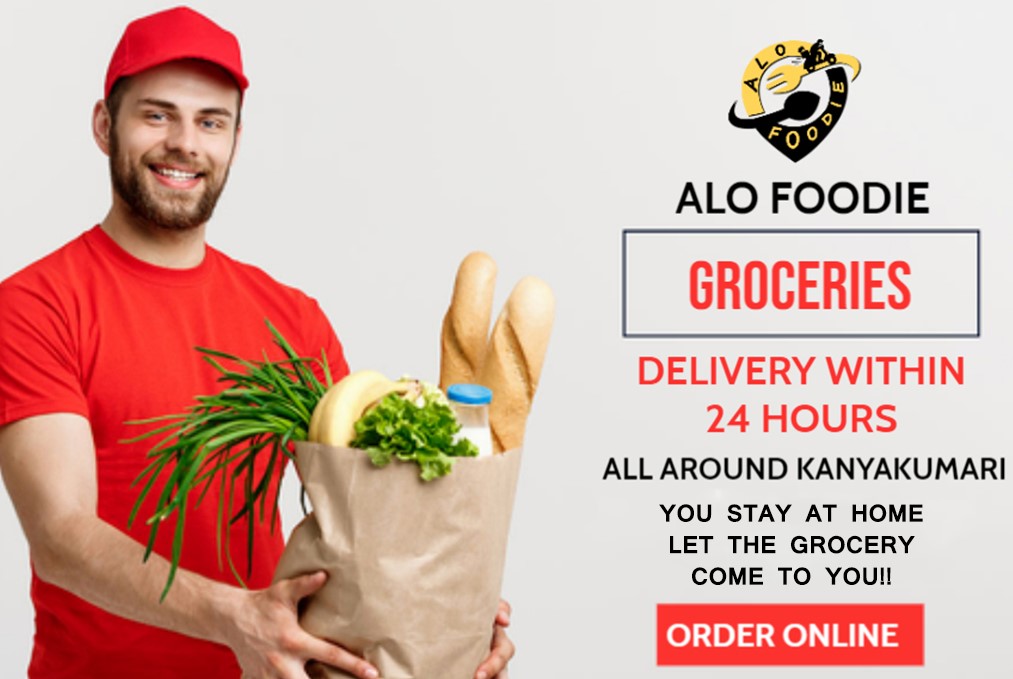 ALO
FOODIE
ALO FOODIE
GROCERIES
DELIVERY WITHIN
24 HOURS
ALL AROUND KANYAKUMARI
YOU STAY AT HOME
LET THE GROCERY
COME TO YOU!!
ORDER ONLINE